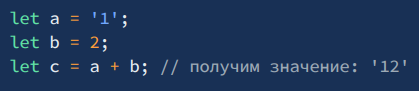 let a = '1';
let b = 2;
let c = a + b; // получим значение: '12'